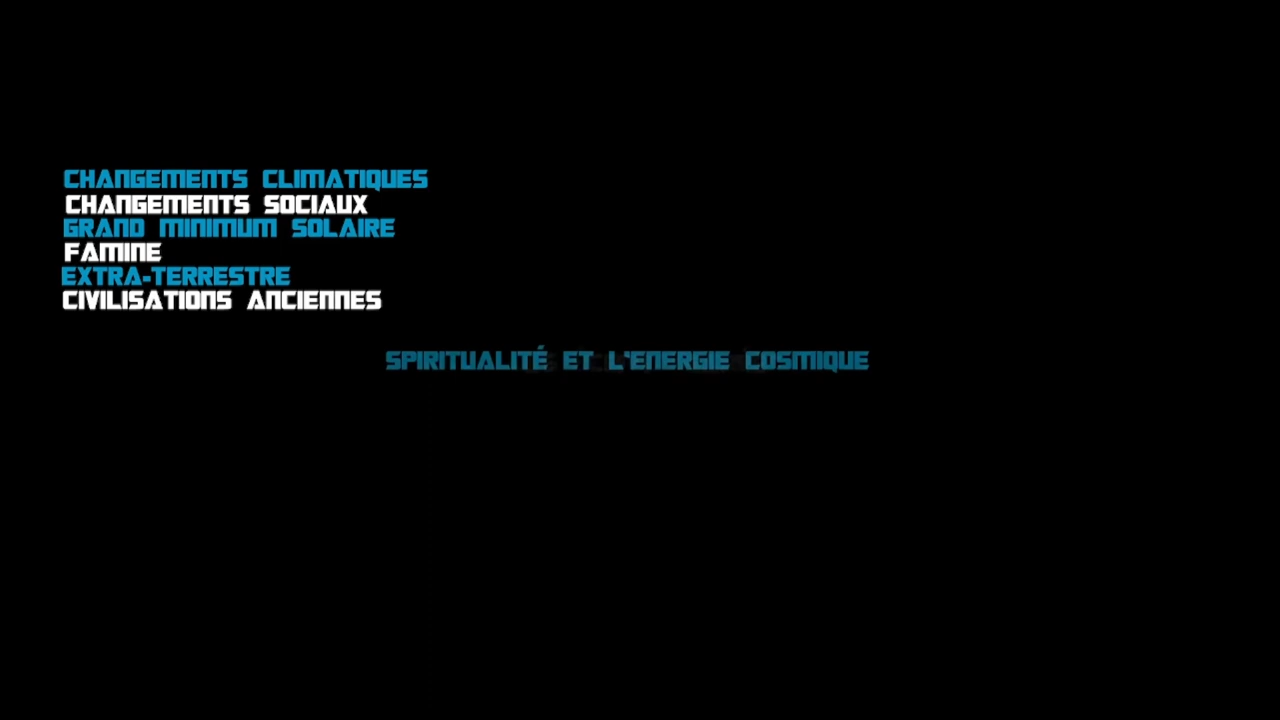 CHANGEMENTS CLIMATIQUES
CHANGEMENTS SOCIAUX
GRAND MINIMUM SOLAIRE
FAMINE
EXTRA-TERRESTRE
CIVILISATIONS ANCIENNES
SPIRITUALITÉ ET L'ENERGIE COSMIQUE